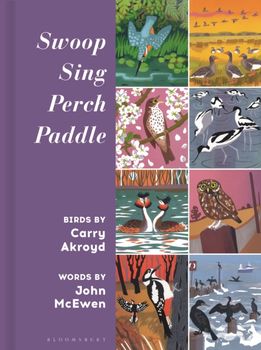 Swoop
Sing
Perch
Paddle
BIRDS BY
Carry
Akroyd
WORDS BY
John
McEwen
BLOOMSBURY